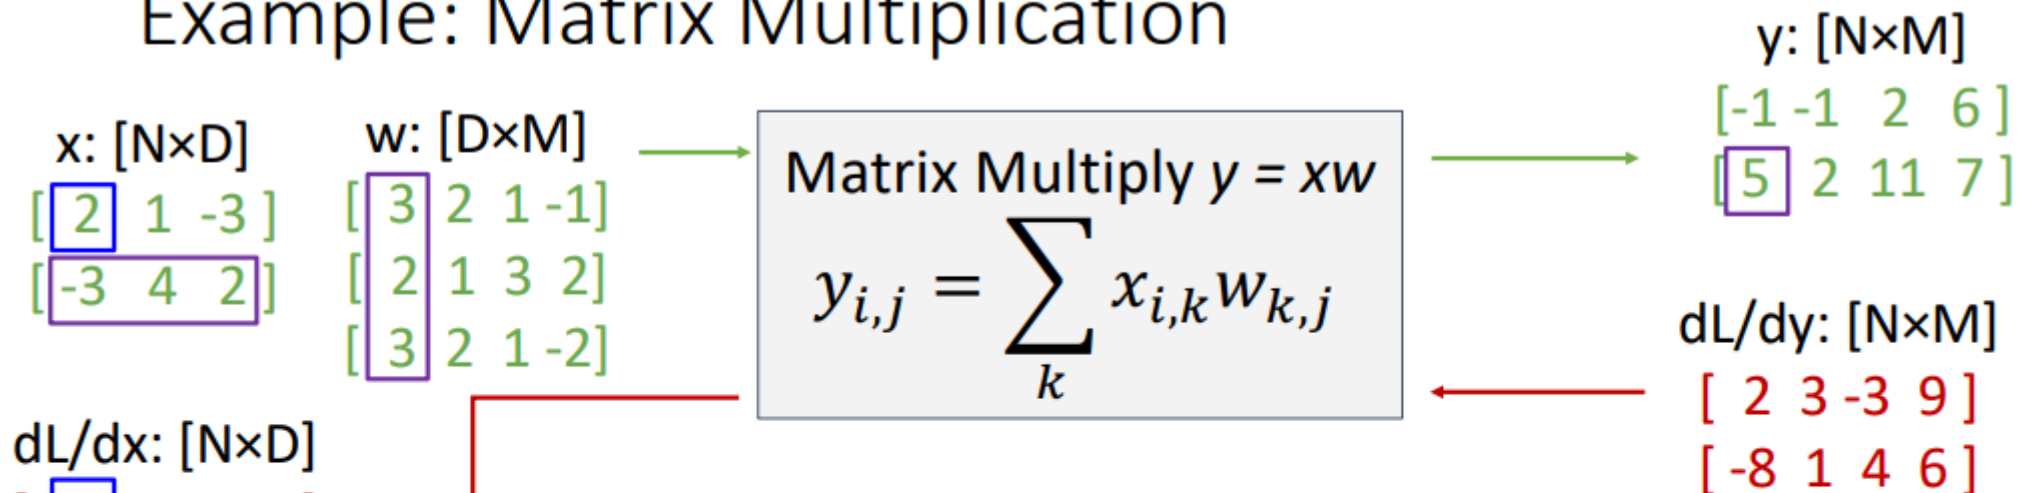 Example: Matrix Multiplication
x: [N×D]
[ 2 1 -3 ]
[ -3 4 2 ]
w: [D×M]
[ 3 2 1 -1]
[ 2 1 3 2]
[ 3 2 1 -2]
Matrix Multiply y = xw
y_{i,j} = ∑_k x_{i,k} w_{k,j}
y: [N×M]
[-1 -1 2 6 ]
[ 5 2 11 7 ]
dL/dy: [N×M]
[ 2 3 -3 9 ]
[ -8 1 4 6 ]
dL/dx: [N×D]